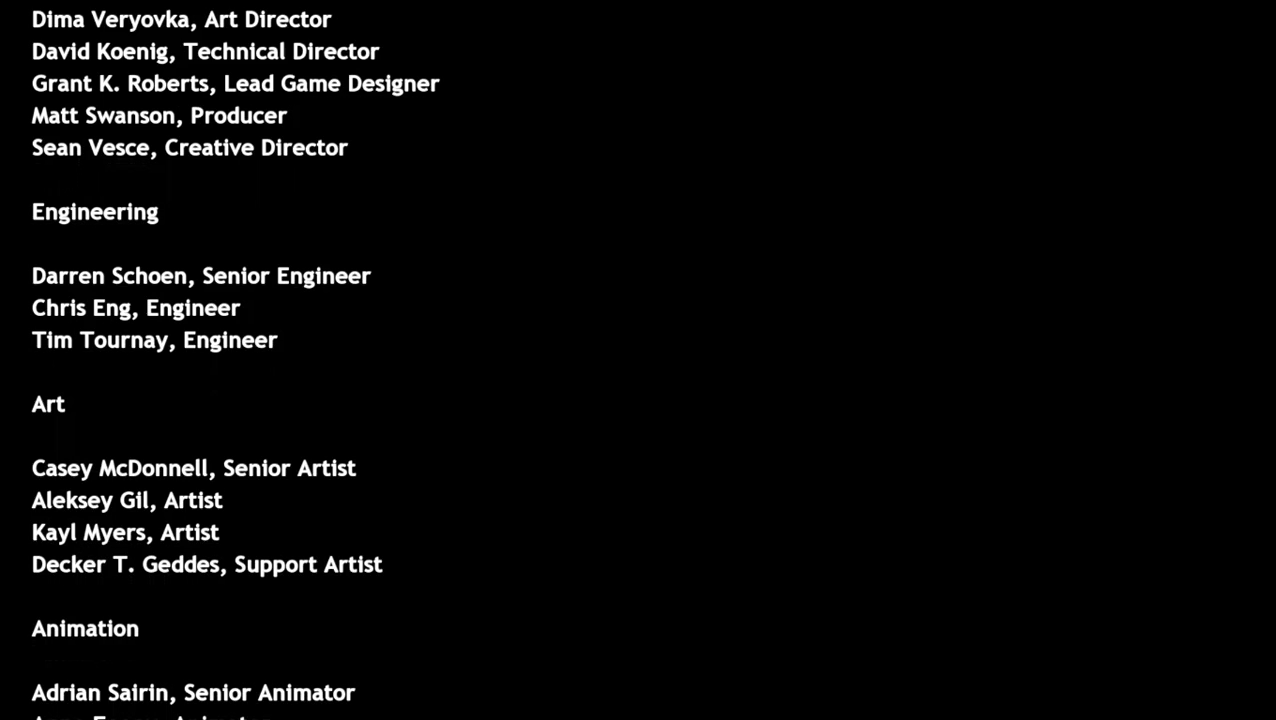 Dima Veryovka, Art Director
David Koenig, Technical Director
Grant K. Roberts, Lead Game Designer
Matt Swanson, Producer
Sean Vesce, Creative Director
Engineering
Darren Schoen, Senior Engineer
Chris Eng, Engineer
Tim Tournay, Engineer
Art
Casey McDonnell, Senior Artist
Aleksey Gil, Artist
Kayl Myers, Artist
Decker T. Geddes, Support Artist
Animation
Adrian Sairin, Senior Animator